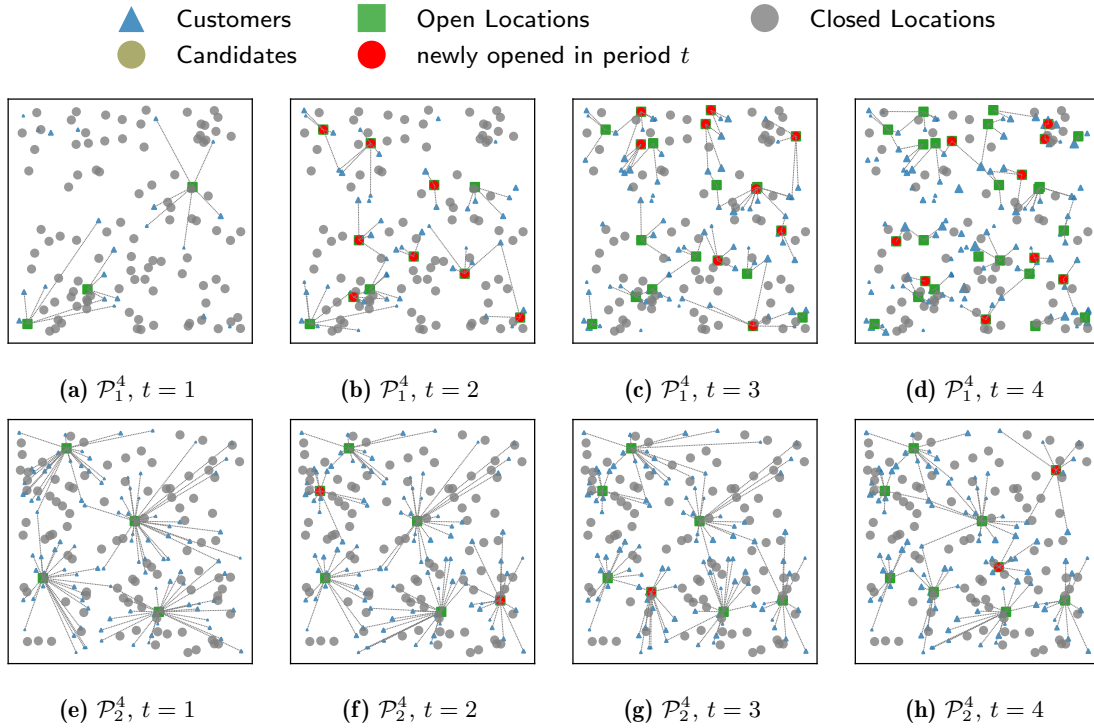 Customers Open Locations Closed Locations
Candidates newly opened in period t
(a) 𝒫₁⁴, t = 1 (b) 𝒫₁⁴, t = 2 (c) 𝒫₁⁴, t = 3 (d) 𝒫₁⁴, t = 4
(e) 𝒫₂⁴, t = 1 (f) 𝒫₂⁴, t = 2 (g) 𝒫₂⁴, t = 3 (h) 𝒫₂⁴, t = 4